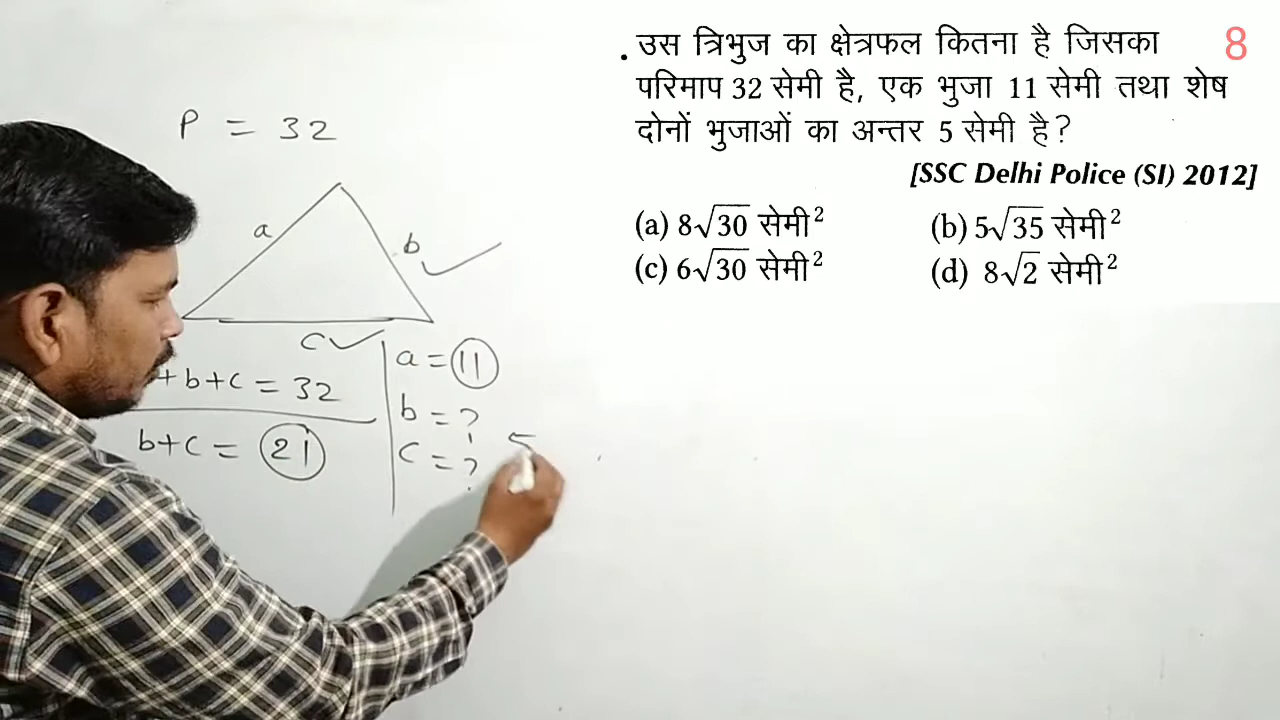 . उस त्रिभुज का क्षेत्रफल कितना है जिसका
परिमाप 32 सेमी है, एक भुजा 11 सेमी तथा शेष
दोनों भुजाओं का अन्तर 5 सेमी है?
[SSC Delhi Police (SI) 2012]
(a) 8√30 सेमी² (b) 5√35 सेमी²
(c) 6√30 सेमी² (d) 8√2 सेमी²
8
P = 32
a
b
c
+b+c = 32
b+c = 21
a = 11
b = ?
c = ?
5